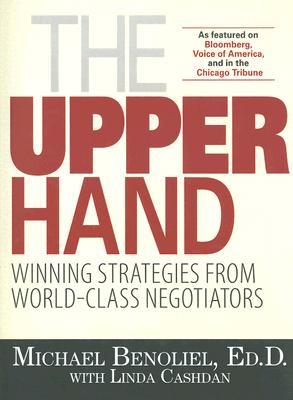 THE
As featured on
Bloomberg,
Voice of America,
and in the
Chicago Tribune
UPPER
HAND
WINNING STRATEGIES FROM
WORLD-CLASS NEGOTIATORS
MICHAEL BENOLIEL, ED.D.
WITH LINDA CASHDAN